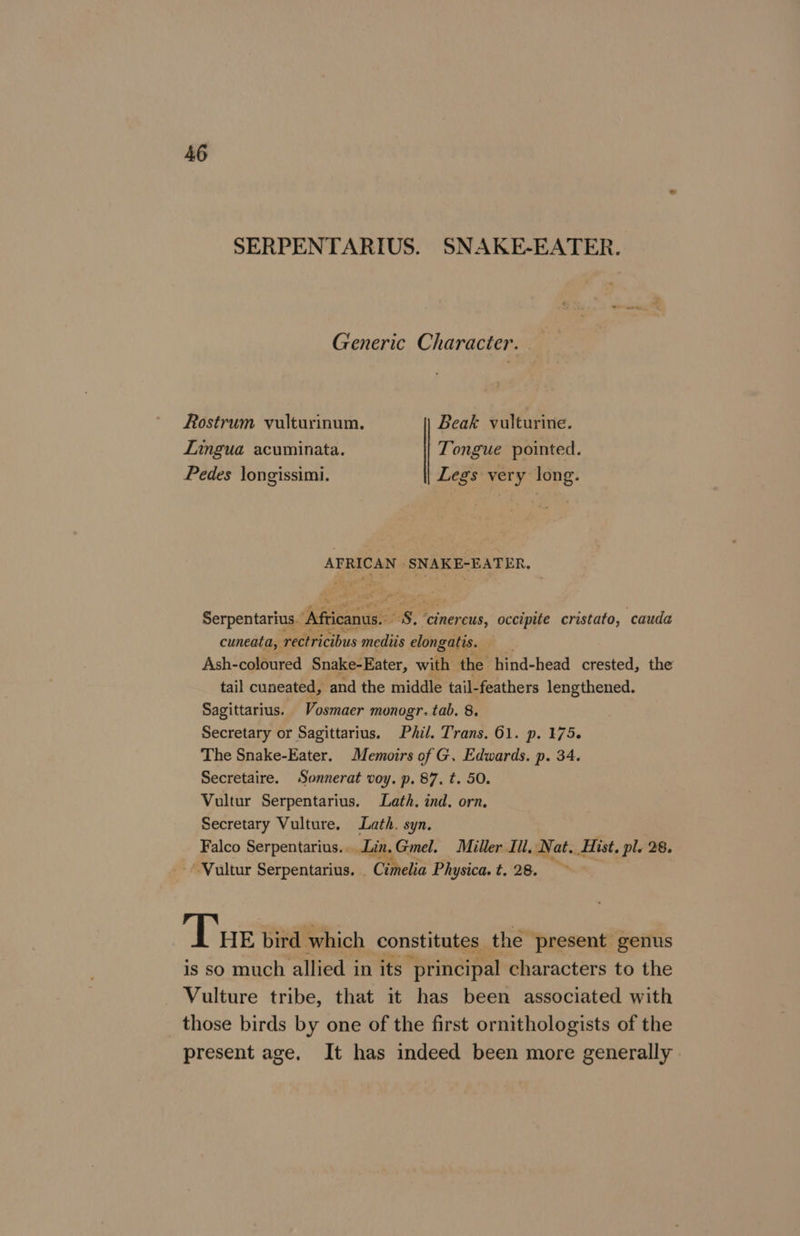 46
SERPENTARIUS. SNAKE-EATER.
Generic Character.
Rostrum vulturinum. Beak vulturine.
Lingua acuminata. Tongue pointed.
Pedes longissimi. Legs very long.
AFRICAN SNAKE-EATER.
Serpentarius Africanus. S. cinercus, occipite cristato, cauda
cuneata, rectricibus mediis elongatis.
Ash-coloured Snake-Eater, with the hind-head crested, the
tail cuneated, and the middle tail-feathers lengthened.
Sagittarius. Vosmaer monogr. tab. 8.
Secretary or Sagittarius. Phil. Trans. 61. p. 175.
The Snake-Eater. Memoirs of G. Edwards. p. 34.
Secretaire. Sonnerat voy. p. 87. t. 50.
Vultur Serpentarius. Lath. ind. orn.
Secretary Vulture. Lath. syn.
Falco Serpentarius. Lin. Gmel. Miller Ill. Nat. Hist. pl. 28.
Vultur Serpentarius. Cimelia Physica. t. 28.
THE bird which constitutes the present genus
is so much allied in its principal characters to the
Vulture tribe, that it has been associated with
those birds by one of the first ornithologists of the
present age. It has indeed been more generally